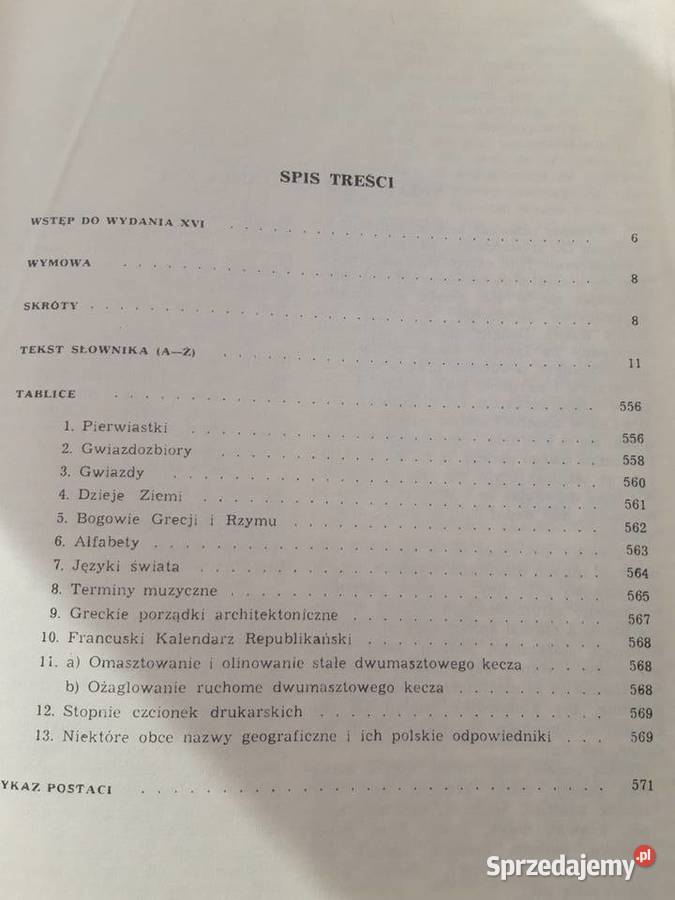 SPIS TREŚCI
WSTĘP DO WYDANIA XVI . . . . . . . . . . . . . . . . . . . . . . . . . 6
WYMOWA . . . . . . . . . . . . . . . . . . . . . . . . . 8
SKRÓTY . . . . . . . . . . . . . . . . . . . . . . . . . 8
TEKST SŁOWNIKA (A—Ż) . . . . . . . . . . . . . . . . . . . . 11
TABLICE . . . . . . . . . . . . . . . . . . . . . . . . . 556
1. Pierwiastki . . . . . . . . . . . . . . . . . . . . 556
2. Gwiazdozbiory . . . . . . . . . . . . . . . . . . . 558
3. Gwiazdy . . . . . . . . . . . . . . . . . . . . . 560
4. Dzieje Ziemi . . . . . . . . . . . . . . . . . . . 561
5. Bogowie Grecji i Rzymu . . . . . . . . . . . . . . . 562
6. Alfabety . . . . . . . . . . . . . . . . . . . . . 563
7. Języki świata . . . . . . . . . . . . . . . . . . . 564
8. Terminy muzyczne . . . . . . . . . . . . . . . . . . 565
9. Greckie porządki architektoniczne . . . . . . . . . . . . 567
10. Francuski Kalendarz Republikański . . . . . . . . . . . 568
11. a) Omasztowanie i olinowanie stałe dwumasztowego kecza . . . . . 568
b) Ożaglowanie ruchome dwumasztowego kecza . . . . . . . . 568
12. Stopnie czcionek drukarskich . . . . . . . . . . . . . 569
13. Niektóre obce nazwy geograficzne i ich polskie odpowiedniki . . . 569
YKAZ POSTACI . . . . . . . . . . . . . . . . . . . . . . 571
Sprzedajemy.pl